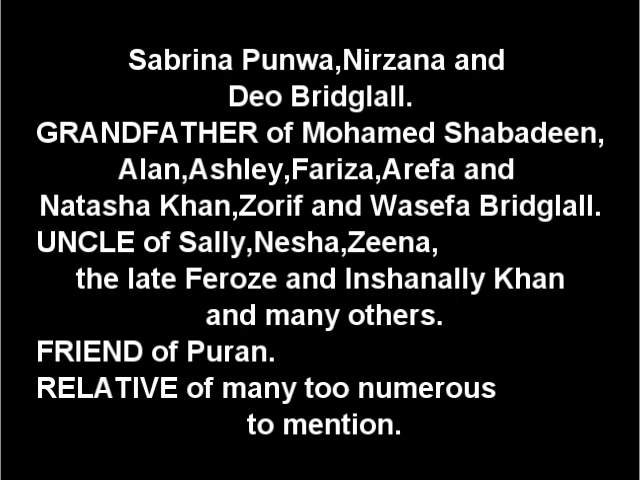 Sabrina Punwa,Nirzana and
Deo Bridglall.
GRANDFATHER of Mohamed Shabadeen,
Alan,Ashley,Fariza,Arefa and
Natasha Khan,Zorif and Wasefa Bridglall.
UNCLE of Sally,Nesha,Zeena,
the late Feroze and Inshanally Khan
and many others.
FRIEND of Puran.
RELATIVE of many too numerous
to mention.